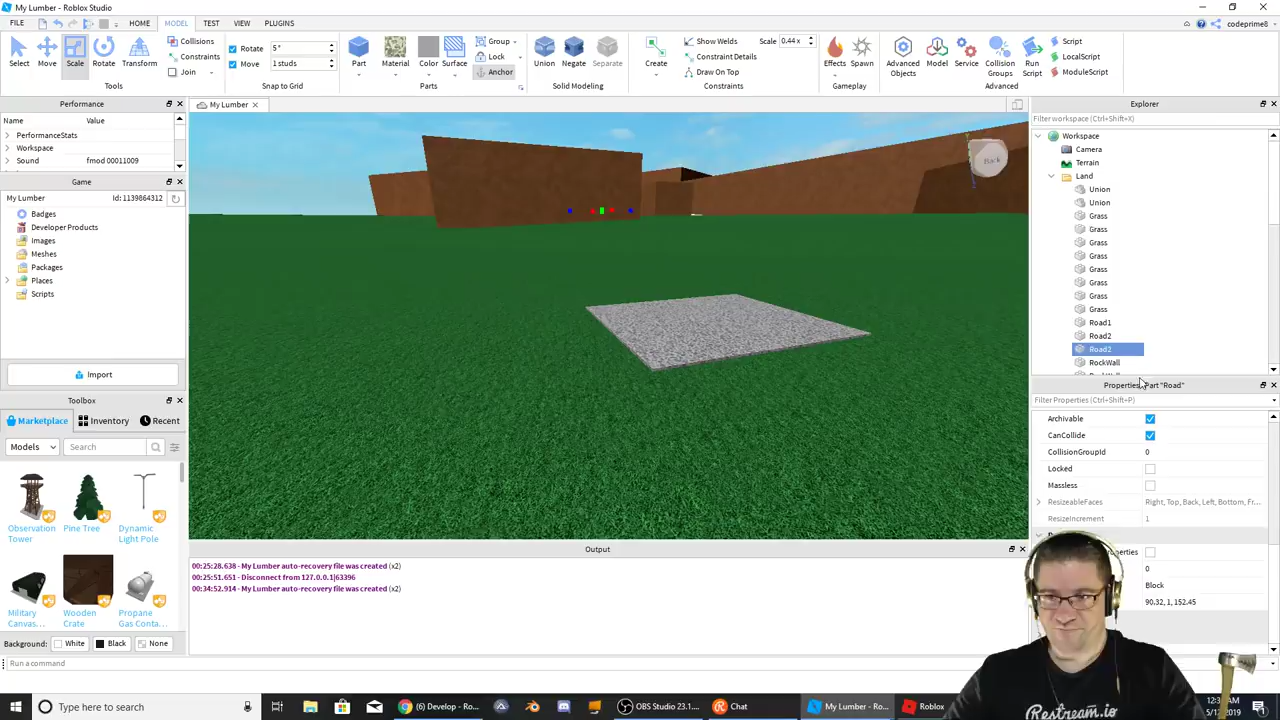 My Lumber - Roblox Studio
FILE HOME MODEL TEST VIEW PLUGINS codeprime8
Select Move Scale Rotate Transform
Collisions
Constraints
Join
Tools
Rotate 5°
Move 1 studs
Snap to Grid
Part Material Color Surface
Group
Lock
Anchor
Parts
Union Negate Separate
Solid Modeling
Create
Show Welds
Constraint Details
Draw On Top
Scale 0.44 x
Constraints
Effects Spawn
Gameplay
Advanced Objects
Model
Service
Collision Groups
Run Script
Script
LocalScript
ModuleScript
Advanced
Performance
Name Value
PerformanceStats
Workspace
Sound fmod 00011009
Game
My Lumber Id: 1139864312
Badges
Developer Products
Images
Meshes
Packages
Places
Scripts
Import
Toolbox
Marketplace Inventory Recent
Models Search
Observation Tower
Pine Tree
Dynamic Light Pole
Military Canvas...
Wooden Crate
Propane Gas Conta...
Background: White Black None
My Lumber
Back
Output
00:25:28.638 - My Lumber auto-recovery file was created (x2)
00:25:51.651 - Disconnect from 127.0.0.1|63396
00:34:52.914 - My Lumber auto-recovery file was created (x2)
Run a command
Explorer
Filter workspace (Ctrl+Shift+X)
Workspace
Camera
Terrain
Land
Union
Union
Grass
Grass
Grass
Grass
Grass
Grass
Grass
Grass
Road1
Road2
Road2
RockWall
Filter Properties (Ctrl+Shift+P)
Archivable
CanCollide
CollisionGroupId 0
Locked
Massless
ResizeableFaces Right, Top, Back, Left, Bottom, Fr...
ResizeIncrement 1
0
Block
90.32, 1, 152.45
Restream.io
Type here to search
(6) Develop - Ro...
OBS Studio 23.1....
Chat
My Lumber - Ro...
Roblox